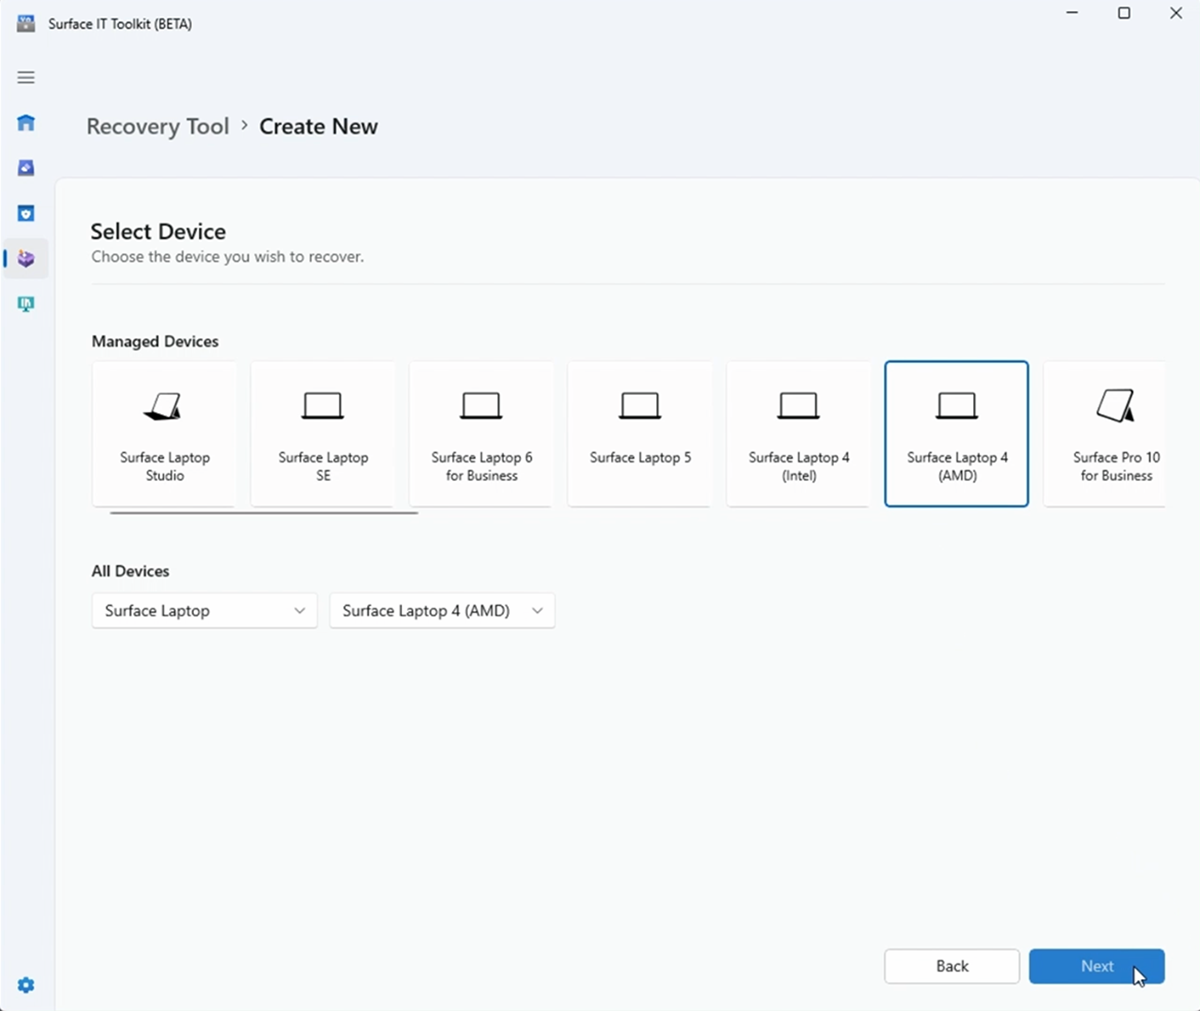 Surface IT Toolkit (BETA)
Recovery Tool > Create New
Select Device
Choose the device you wish to recover.
Managed Devices
Surface Laptop
Studio
Surface Laptop
SE
Surface Laptop 6
for Business
Surface Laptop 5
Surface Laptop 4
(Intel)
Surface Laptop 4
(AMD)
Surface Pro 10
for Business
All Devices
Surface Laptop
Surface Laptop 4 (AMD)
Back
Next